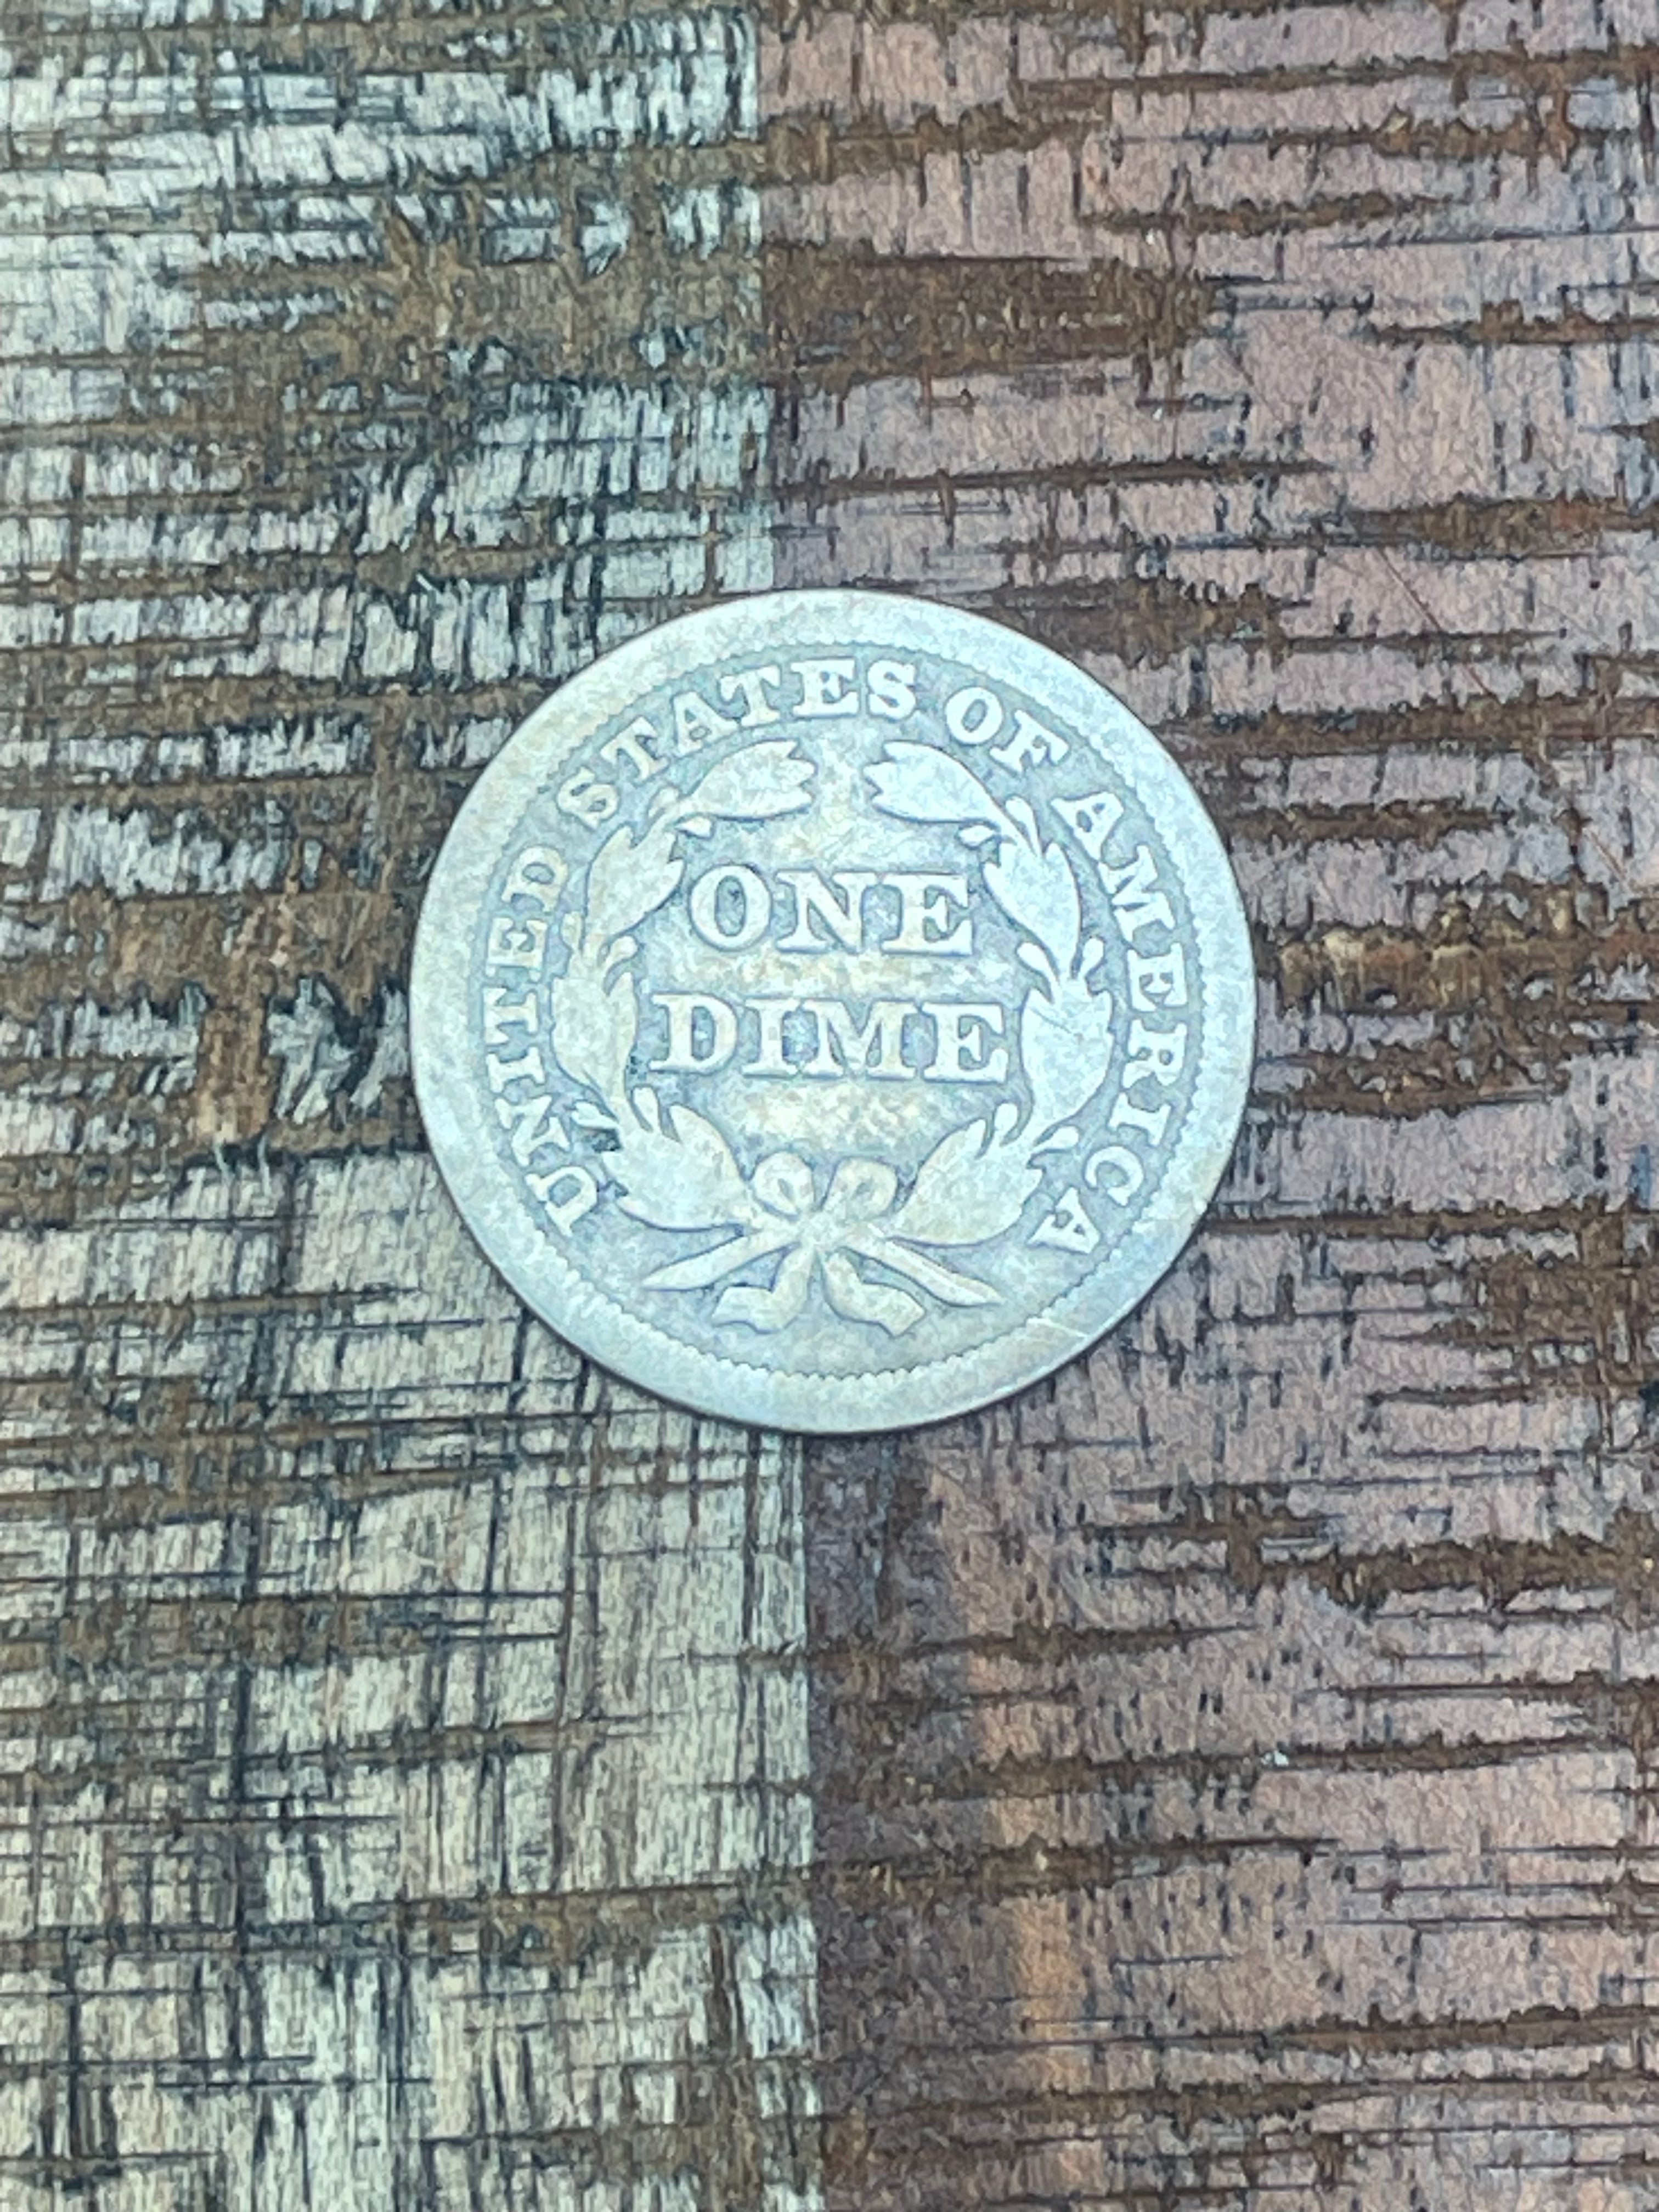 UNITED STATES OF AMERICA
ONE
DIME